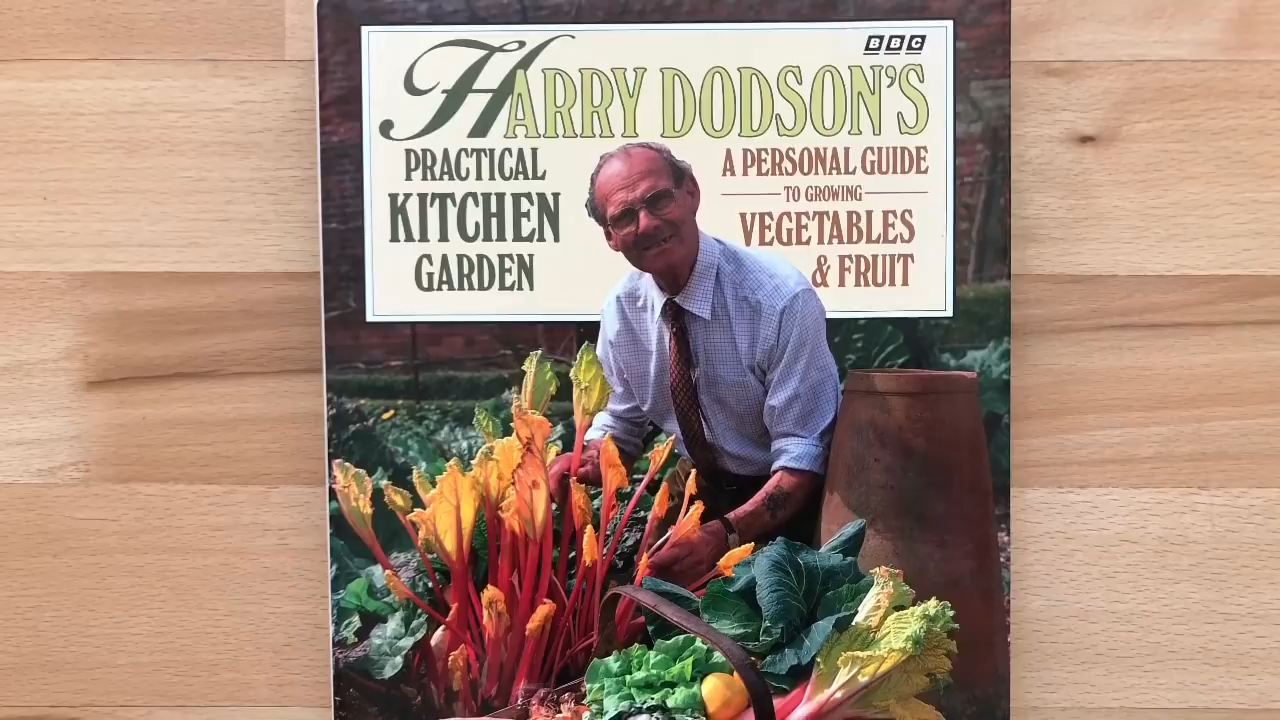 BBC
HARRY DODSON'S
PRACTICAL
KITCHEN
GARDEN
A PERSONAL GUIDE
TO GROWING
VEGETABLES
& FRUIT